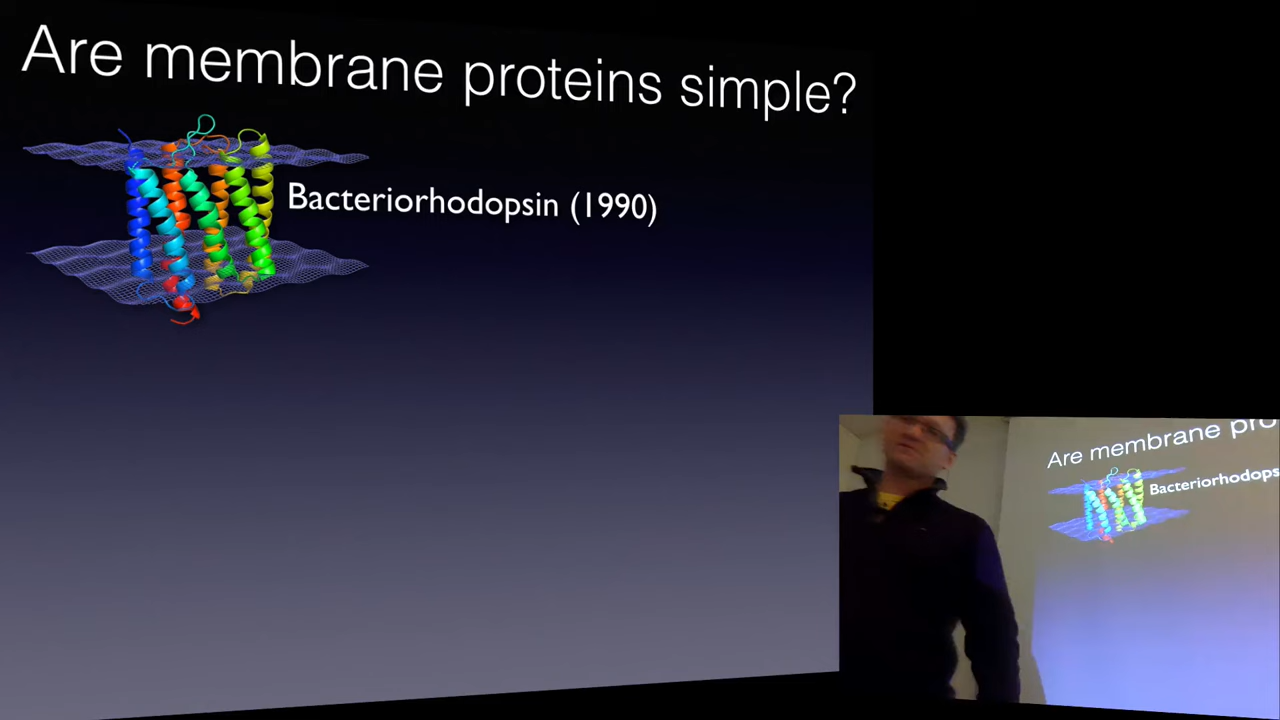 Are membrane proteins simple?
Bacteriorhodopsin (1990)
Are membrane pro
Bacteriorhodops